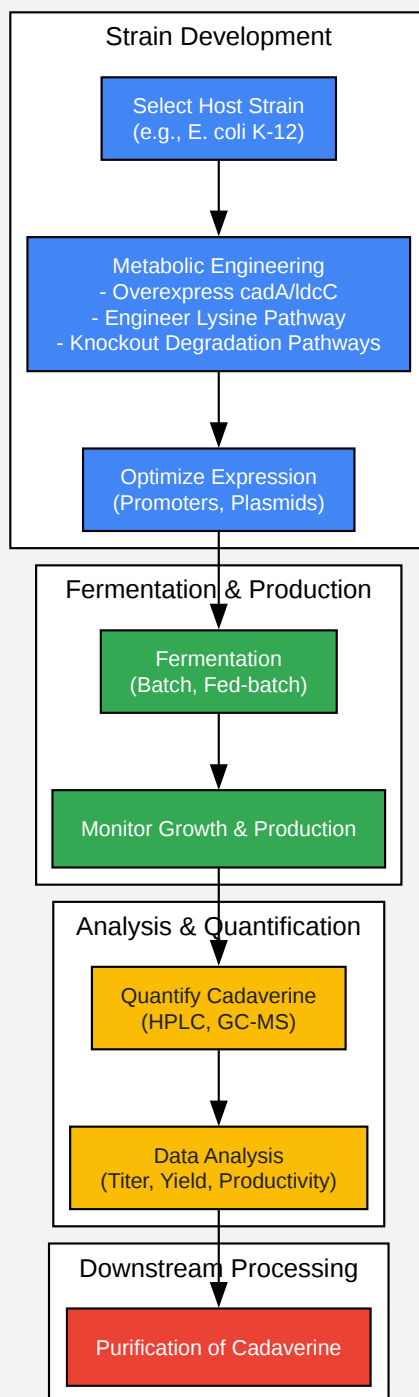 Strain Development
Select Host Strain
(e.g., E. coli K-12)
Metabolic Engineering
- Overexpress cadA/ldcC
- Engineer Lysine Pathway
- Knockout Degradation Pathways
Optimize Expression
(Promoters, Plasmids)
Fermentation & Production
Fermentation
(Batch, Fed-batch)
Monitor Growth & Production
Analysis & Quantification
Quantify Cadaverine
(HPLC, GC-MS)
Data Analysis
(Titer, Yield, Productivity)
Downstream Processing
Purification of Cadaverine